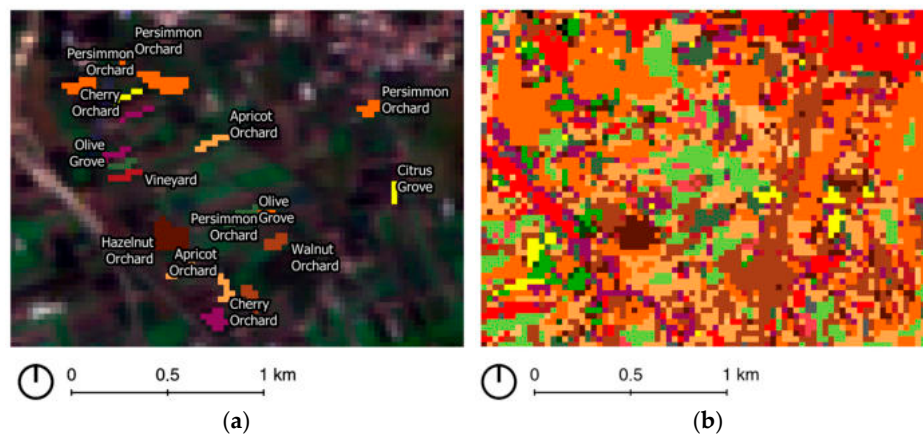 Persimmon
Orchard
Persimmon
Orchard
Cherry
Orchard
Persimmon
Orchard
Apricot
Orchard
Olive
Grove
Vineyard
Citrus
Grove
Olive
Grove
Persimmon
Orchard
Hazelnut
Orchard
Walnut
Orchard
Apricot
Orchard
Cherry
Orchard
0 0.5 1 km
0 0.5 1 km
(a) (b)